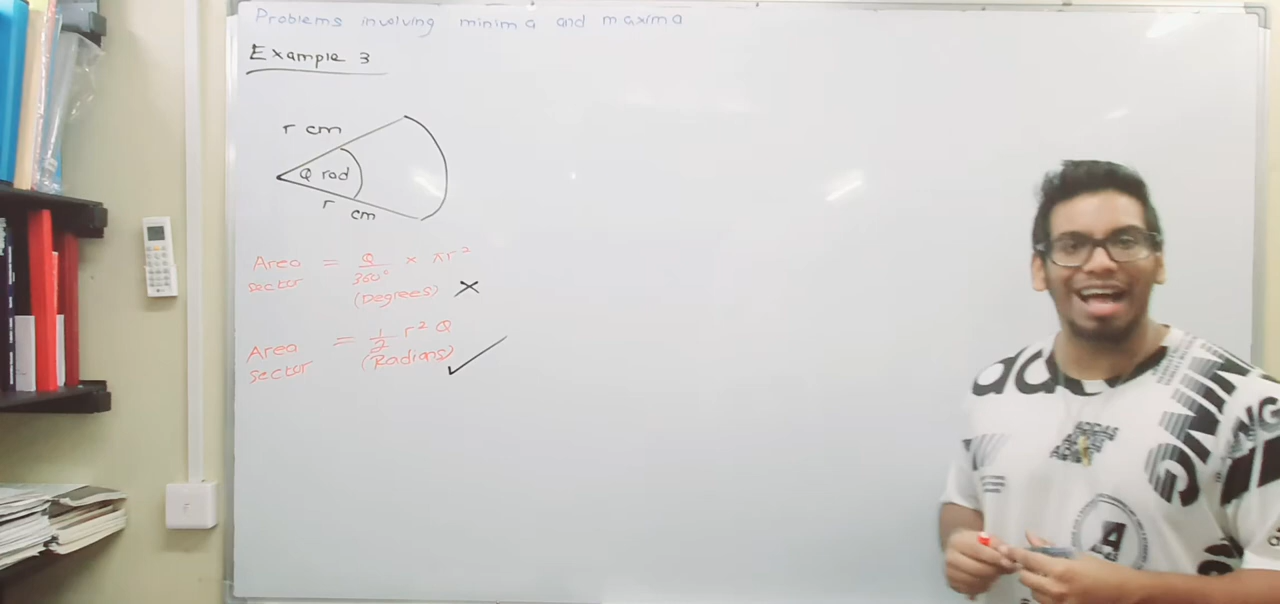 Problems involving minima and maxima
Example 3
r cm
θ rad
r cm
Area sector = θ/360° × πr²
(Degrees) ×
Area sector = 1/2 r² θ
(Radians) ✓
ADDAS